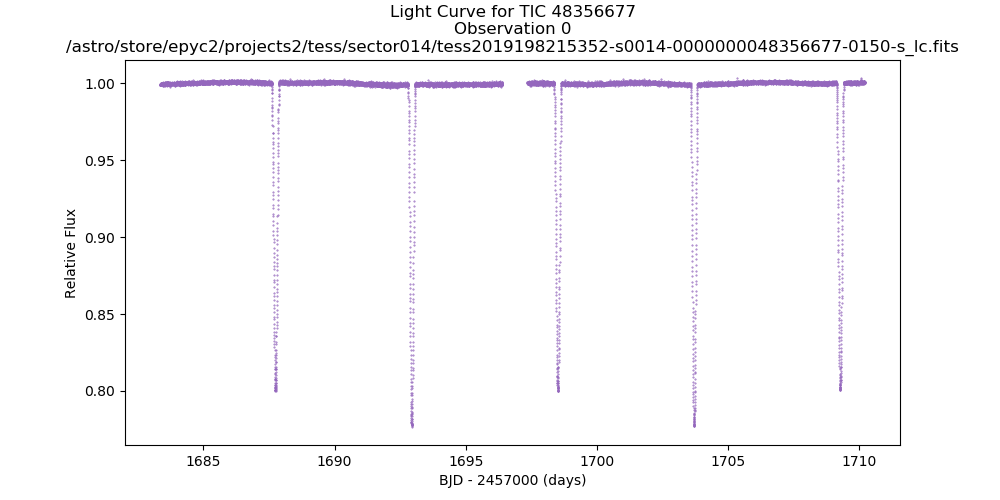 Light Curve for TIC 48356677
Observation 0
/astro/store/epyc2/projects2/tess/sector014/tess2019198215352-s0014-0000000048356677-0150-s_lc.fits
1.00
0.95
0.90
0.85
0.80
Relative Flux
1685 1690 1695 1700 1705 1710
BJD - 2457000 (days)